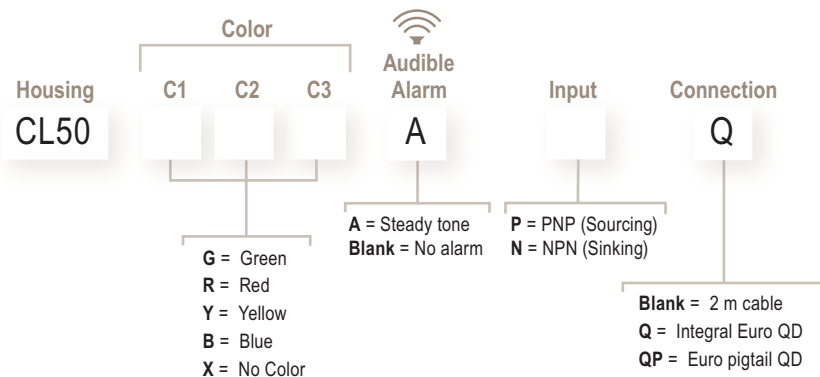 Color
Audible
Alarm
Housing
C1
C2
C3
Input
Connection
CL50
A
Q
G = Green
R = Red
Y = Yellow
B = Blue
X = No Color
A = Steady tone
Blank = No alarm
P = PNP (Sourcing)
N = NPN (Sinking)
Blank = 2 m cable
Q = Integral Euro QD
QP = Euro pigtail QD